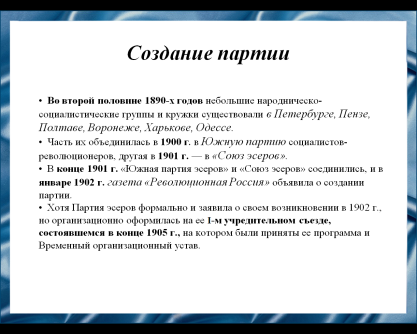 Создание партии
• Во второй половине 1890-х годов небольшие народническо-
социалистические группы и кружки существовали в Петербурге, Пензе,
Полтаве, Воронеже, Харькове, Одессе.
• Часть их объединилась в 1900 г. в Южную партию социалистов-
революционеров, другая в 1901 г. — в «Союз эсеров».
• В конце 1901 г. «Южная партия эсеров» и «Союз эсеров» соединились, и в
январе 1902 г. газета «Революционная Россия» объявила о создании
партии.
• Хотя Партия эсеров формально и заявила о своем возникновении в 1902 г.,
но организационно оформилась на ее I-м учредительном съезде,
состоявшемся в конце 1905 г., на котором были приняты ее программа и
Временный организационный устав.